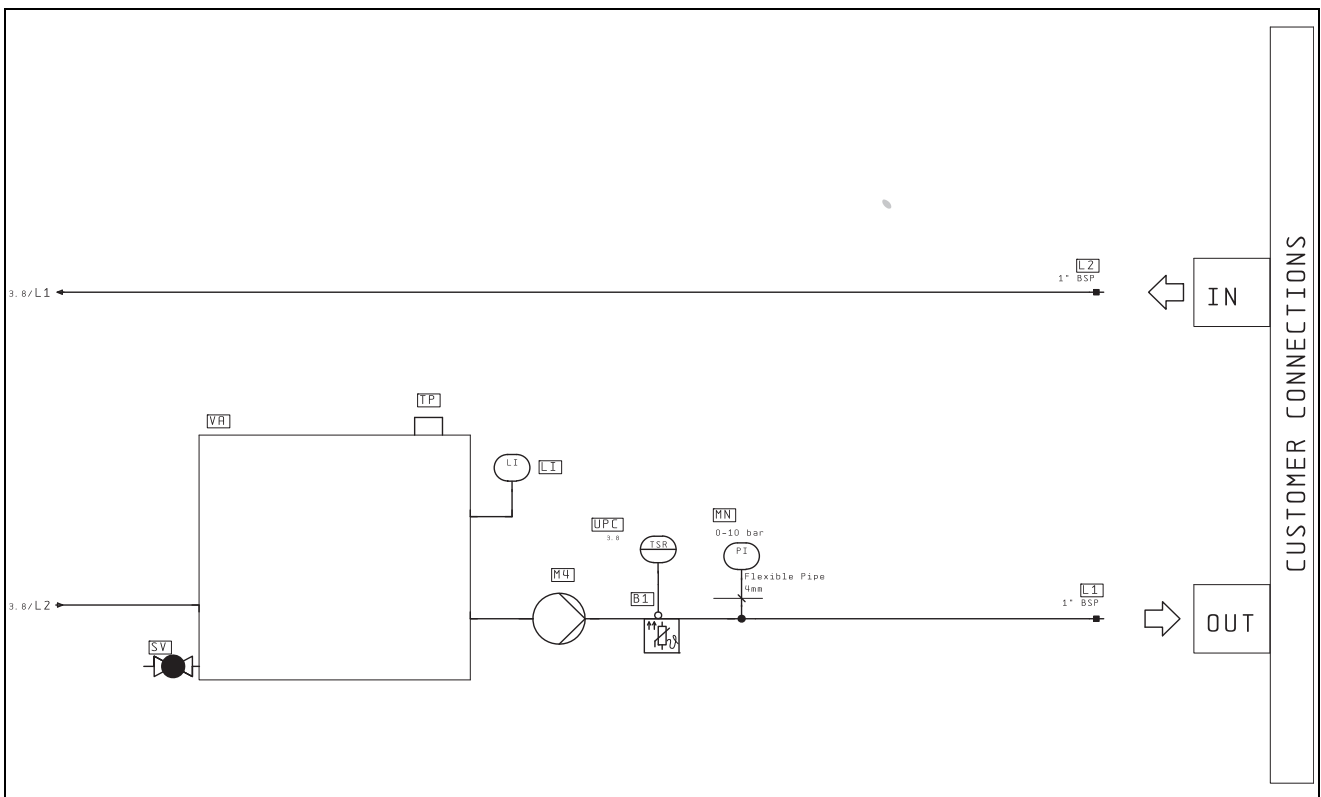 L2
1" BSP
3.8/L1
IN
CUSTOMER CONNECTIONS
TP
VA
LI
LI
MN
UPC
0-10 bar
3.8
TSR
PI
M4
Flexible Pipe
4mm
B1
L1
1" BSP
3.8/L2
OUT
SV